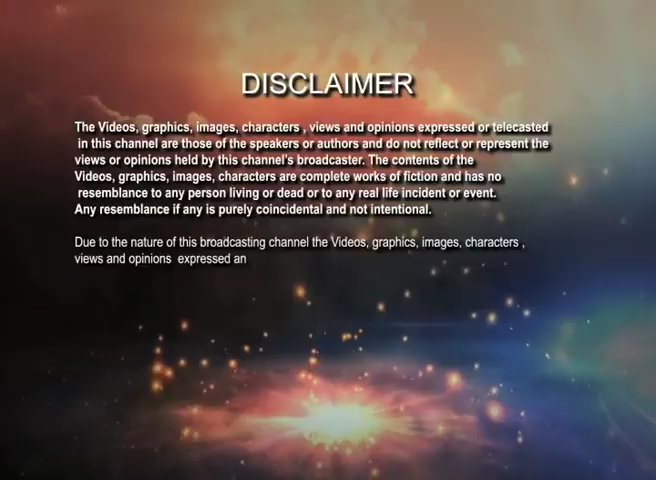 DISCLAIMER
The Videos, graphics, images, characters , views and opinions expressed or telecasted
in this channel are those of the speakers or authors and do not reflect or represent the
views or opinions held by this channel's broadcaster. The contents of the
Videos, graphics, images, characters are complete works of fiction and has no
resemblance to any person living or dead or to any real life incident or event.
Any resemblance if any is purely coincidental and not intentional.
Due to the nature of this broadcasting channel the Videos, graphics, images, characters ,
views and opinions expressed an